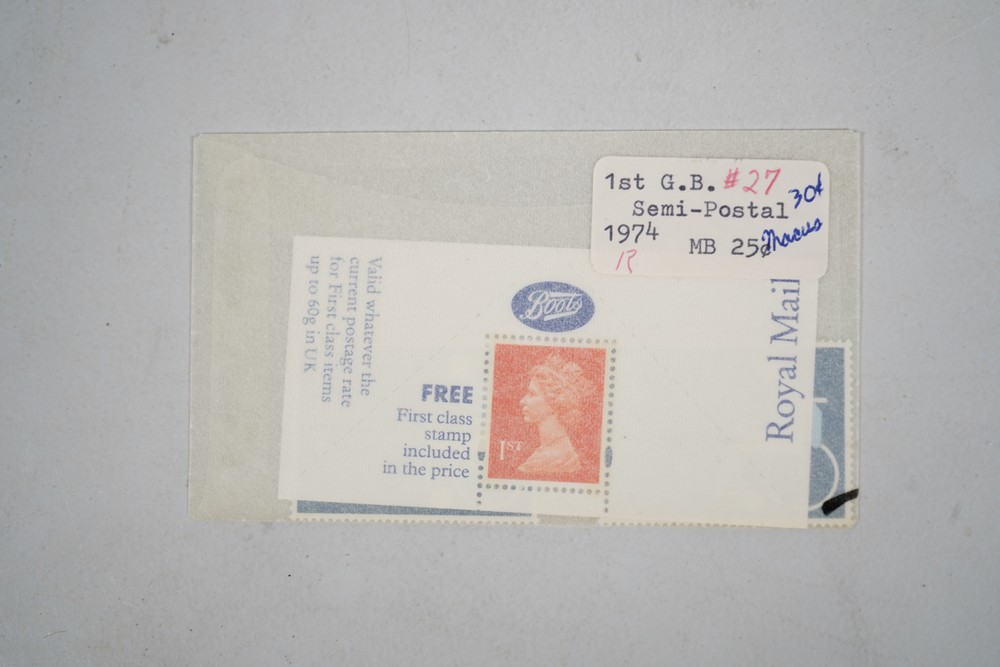 1st G.B. #27
Semi-Postal 30¢
1974 MB 25¢ Marcus
R
Boots
Valid whatever the
current postage rate
for First class items
up to 60g in UK
FREE
First class
stamp
included
in the price
1ST
Royal Mail